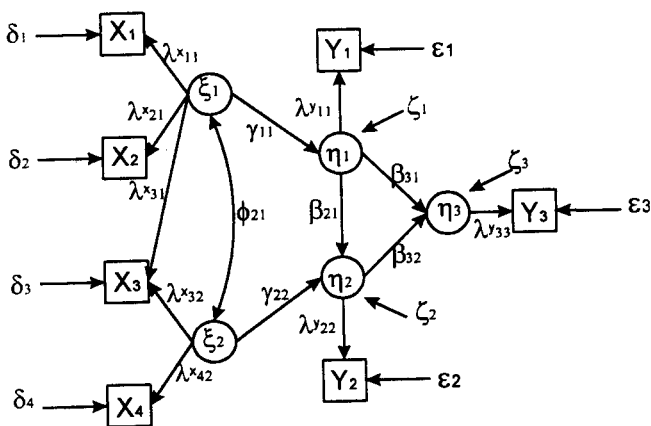 δ₁ X₁ λˣ₁₁
Y₁ ε1
ξ₁ λʸ₁₁ ζ₁
λˣ₂₁ γ₁₁
δ₂ X₂ η₁ β₃₁ ζ₃
λˣ₃₁ ϕ₂₁ β₂₁ η₃ Y₃ ε3
λʸ₃₃
β₃₂
δ₃ X₃ λˣ₃₂ γ₂₂ η₂
ξ₂ λʸ₂₂ ζ₂
λˣ₄₂
Y₂ ε2
δ₄ X₄